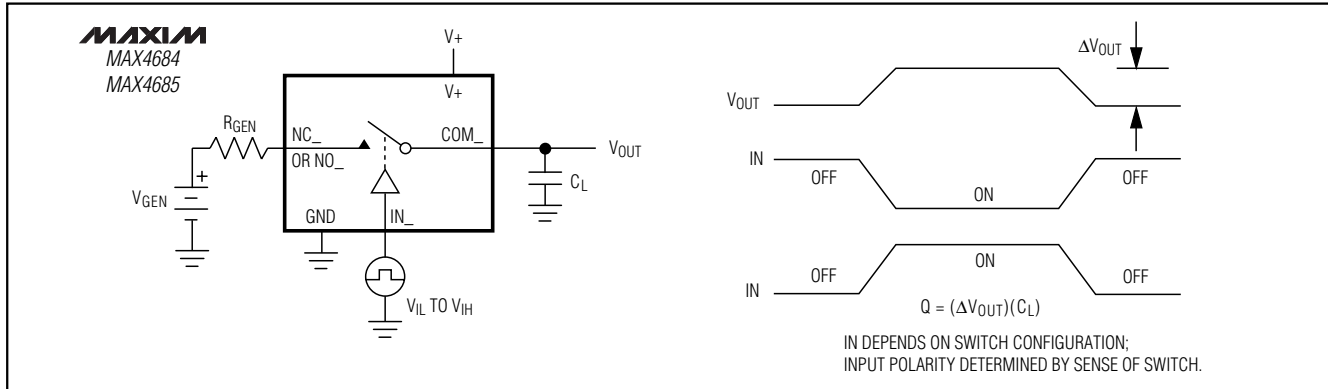 MAXIM
MAX4684
MAX4685
V+
V+
RGEN
NC_
OR NO_
COM_
VOUT
CL
VGEN
+
GND
IN_
VIL TO VIH
ΔVOUT
VOUT
IN
OFF
ON
OFF
IN
OFF
ON
OFF
Q = (ΔVOUT)(CL)
IN DEPENDS ON SWITCH CONFIGURATION;
INPUT POLARITY DETERMINED BY SENSE OF SWITCH.